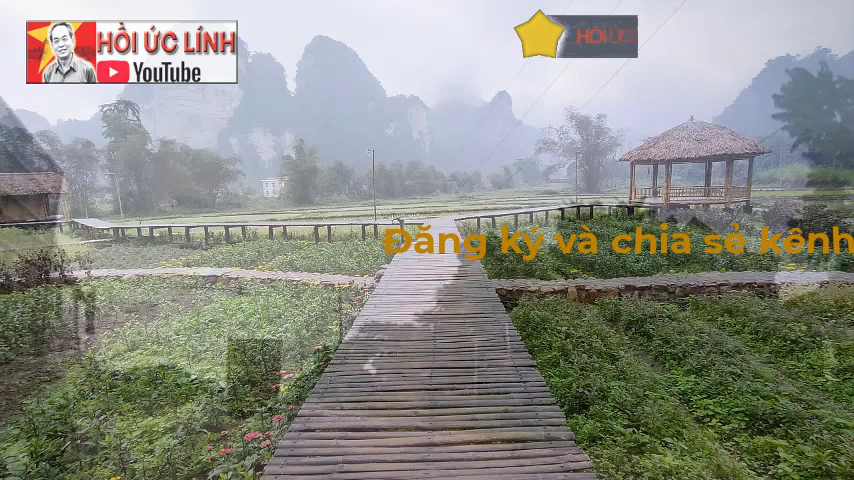 HỒI ỨC LÍNH
YouTube
HỒI ỨC
Đăng ký và chia sẻ kênh